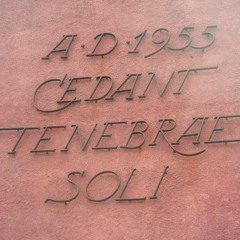 A·D·1955
CEDANT
TENEBRAE
SOLI